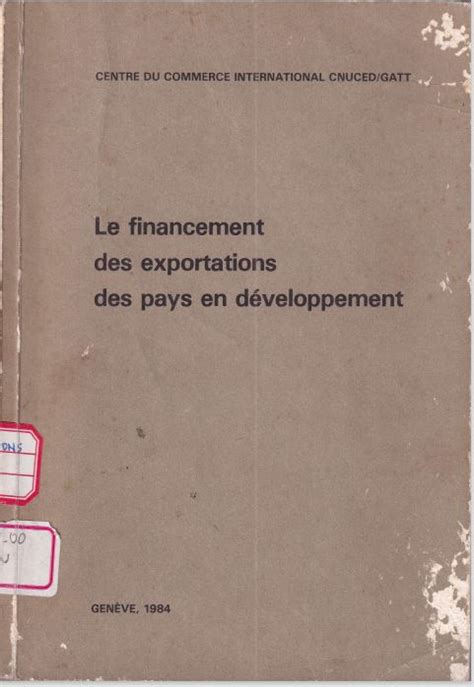 CENTRE DU COMMERCE INTERNATIONAL CNUCED/GATT
Le financement
des exportations
des pays en développement
GENÈVE, 1984